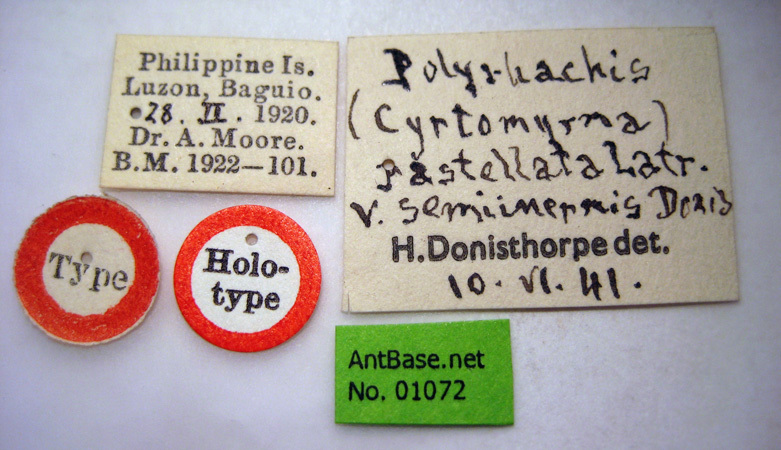 Philippine Is.
Luzon, Baguio.
28. II. 1920.
Dr. A. Moore.
B.M. 1922—101.
Polyrhachis
(Cyrtomyrma)
rastellata Latr.
v. semiinermis Donis
H. Donisthorpe det.
10. VI. 41.
Type
Holo-
type
AntBase.net
No. 01072